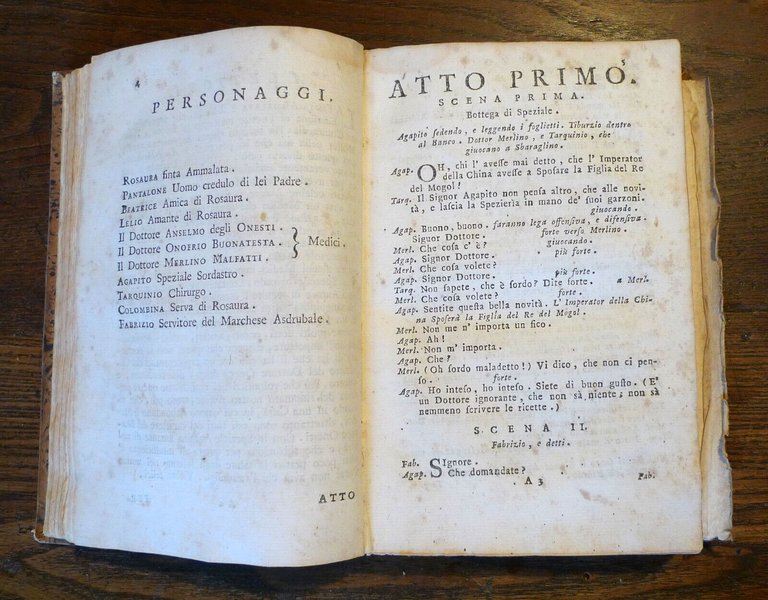 4
PERSONAGGI.
ROSAURA finta Ammalata.
PANTALONE Uomo credulo di lei Padre.
BEATRICE Amica di Rosaura.
LELIO Amante di Rosaura.
Il Dottore ANSELMO degli ONESTI.
Il Dottore ONOFRIO BUONATESTA. } Medici.
Il Dottore MERLINO MALFATTI.
AGAPITO Speziale Sordastro.
TARQUINIO Chirurgo.
COLOMBINA Serva di Rosaura.
FABRIZIO Servitore del Marchese Asdrubale.
ATTO
5
ATTO PRIMO.
SCENA PRIMA.
Bottega di Speziale.
Agapito ſedendo, e leggendo i foglietti. Tiburzio dentro
al Banco. Dottor Merlino, e Tarquinio, che
giuocano a Sbaraglino.
Agap. OH, chi l' aveſſe mai detto, che l' Imperator
della China aveſſe a Sposare la Figlia del Re
del Mogol!
Tarq. Il Signor Agapito non penſa altro, che alle novi-
tà, e laſcia la Spezieria in mano de' ſuoi garzoni.
giuocando.
Agap. Buono, buono. faranno lega offenſiva, e difenſiva.
Signor Dottore. forte verſo Merlino.
Merl. Che coſa c' è? giuocando.
Agap. Signor Dottore. più forte.
Merl. Che coſa volete?
Agap. Signor Dottore. più forte.
Tarq. Non ſapete, che è ſordo? Dite forte. a Merl.
Merl. Che coſa volete? forte.
Agap. Sentite queſta bella novità. L' Imperator della Chi-
na Spoſerà la Figlia del Re del Mogol.
Merl. Non me n' importa un fico.
Agap. Ah!
Merl. Non m' importa.
Agap. Che?
Merl. (Oh ſordo maladetto!) Vi dico, che non ci pen-
ſo. forte.
Agap. Ho inteſo, ho inteſo. Siete di buon guſto. (E'
un Dottore ignorante, che non sà niente; non sà
nemmeno scrivere le ricette.)
SCENA II.
Fabrizio, e detti.
Fab. SIgnore.
Agap. Che domandate?
A 3 Fab.